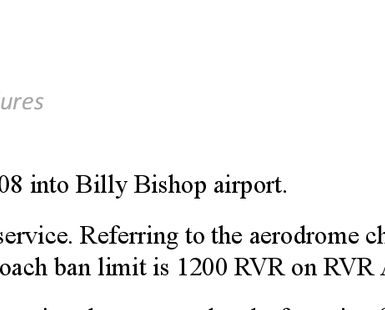 ures
08 into Billy Bishop airport.
service. Referring to the aerodrome ch
oach ban limit is 1200 RVR on RVR